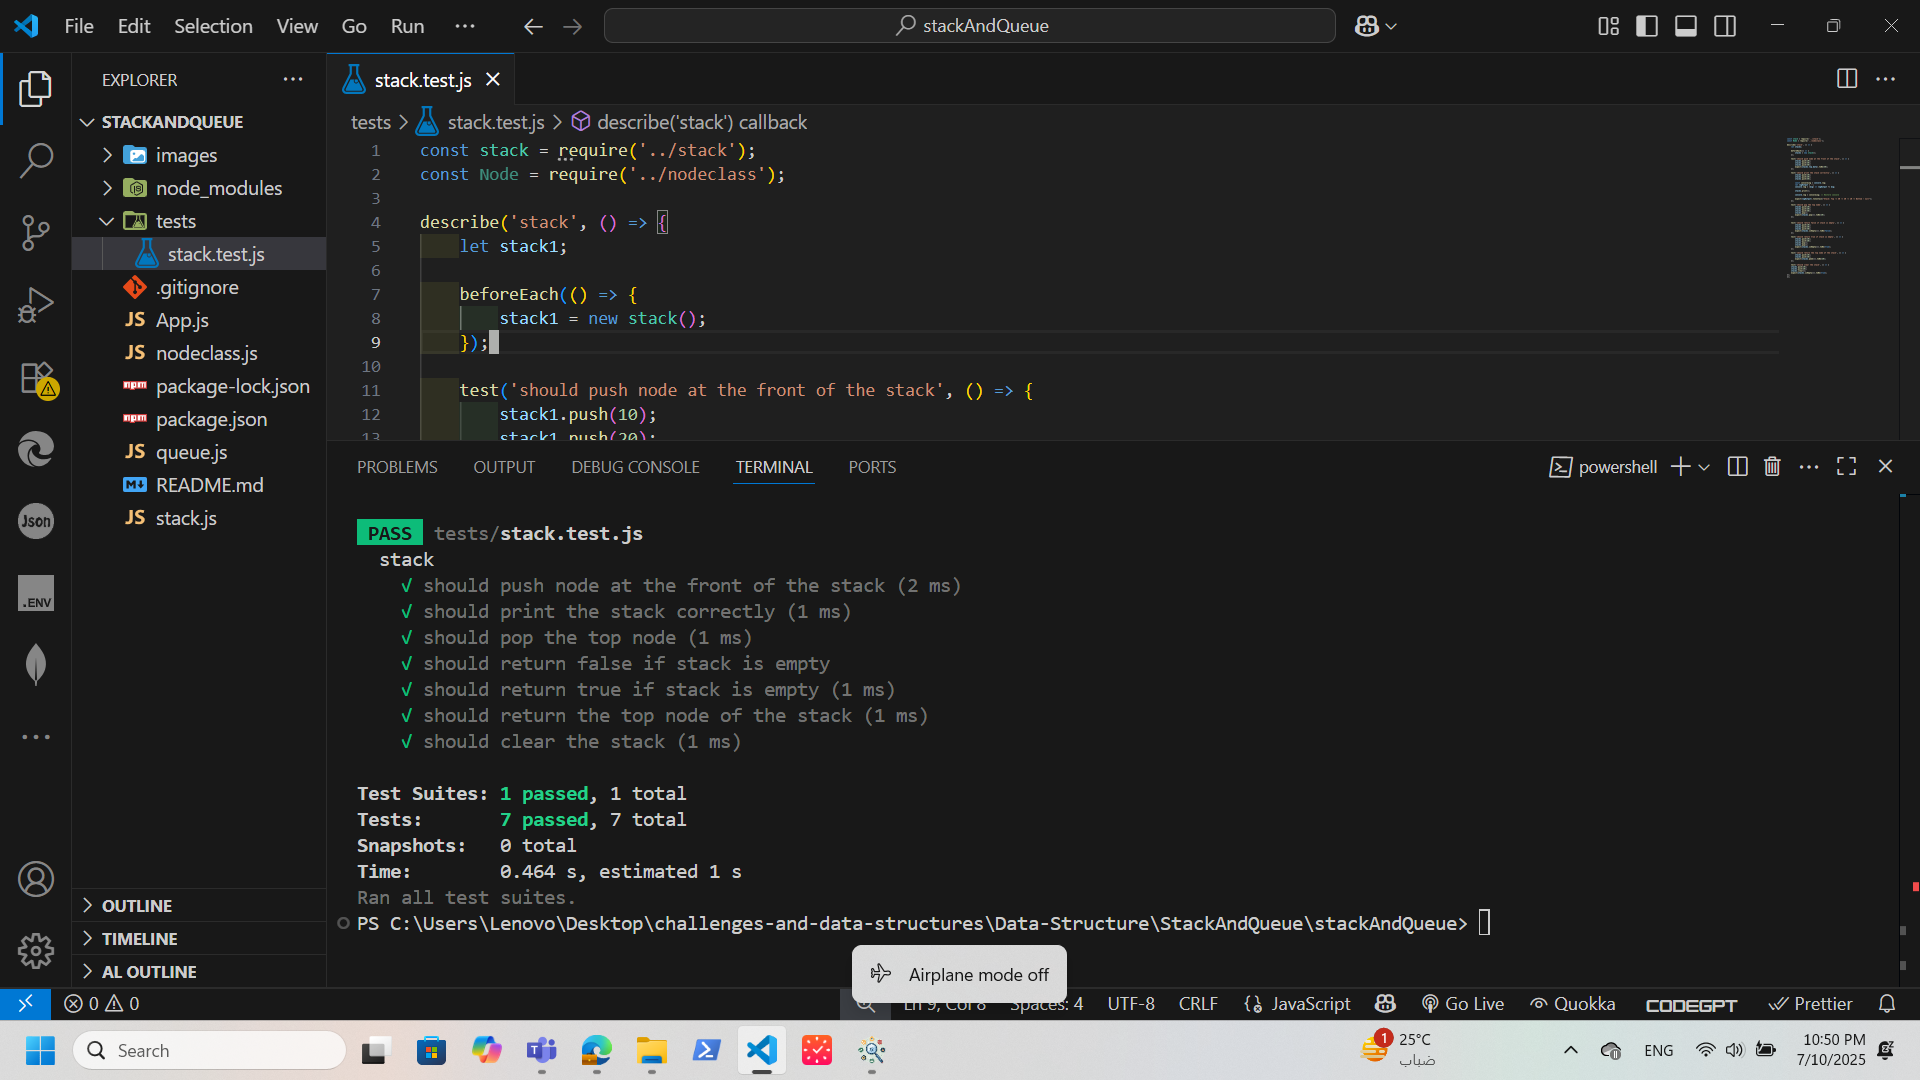 File Edit Selection View Go Run ··· stackAndQueue
EXPLORER
STACKANDQUEUE
images
node_modules
tests
stack.test.js
.gitignore
JS App.js
JS nodeclass.js
npm package-lock.json
npm package.json
JS queue.js
M↓ README.md
JS stack.js
OUTLINE
TIMELINE
AL OUTLINE
Json
.ENV
stack.test.js
tests > stack.test.js > describe('stack') callback
1 const stack = require('../stack');
2 const Node = require('../nodeclass');
3
4 describe('stack', () => {
5 let stack1;
6
7 beforeEach(() => {
8 stack1 = new stack();
9 });
10
11 test('should push node at the front of the stack', () => {
12 stack1.push(10);
13 stack1.push(20);
PROBLEMS OUTPUT DEBUG CONSOLE TERMINAL PORTS
powershell
PASS tests/stack.test.js
stack
√ should push node at the front of the stack (2 ms)
√ should print the stack correctly (1 ms)
√ should pop the top node (1 ms)
√ should return false if stack is empty
√ should return true if stack is empty (1 ms)
√ should return the top node of the stack (1 ms)
√ should clear the stack (1 ms)
Test Suites: 1 passed, 1 total
Tests: 7 passed, 7 total
Snapshots: 0 total
Time: 0.464 s, estimated 1 s
Ran all test suites.
PS C:\Users\Lenovo\Desktop\challenges-and-data-structures\Data-Structure\StackAndQueue\stackAndQueue>
Airplane mode off
0 0 Ln 9, Col 8 Spaces: 4 UTF-8 CRLF {} JavaScript Go Live Quokka CODEGPT Prettier
Search
1
25°C
ضباب
ENG
10:50 PM
7/10/2025